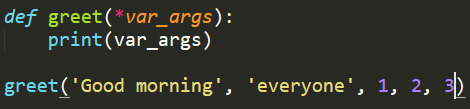 def greet(*var_args):
    print(var_args)
greet('Good morning', 'everyone', 1, 2, 3)